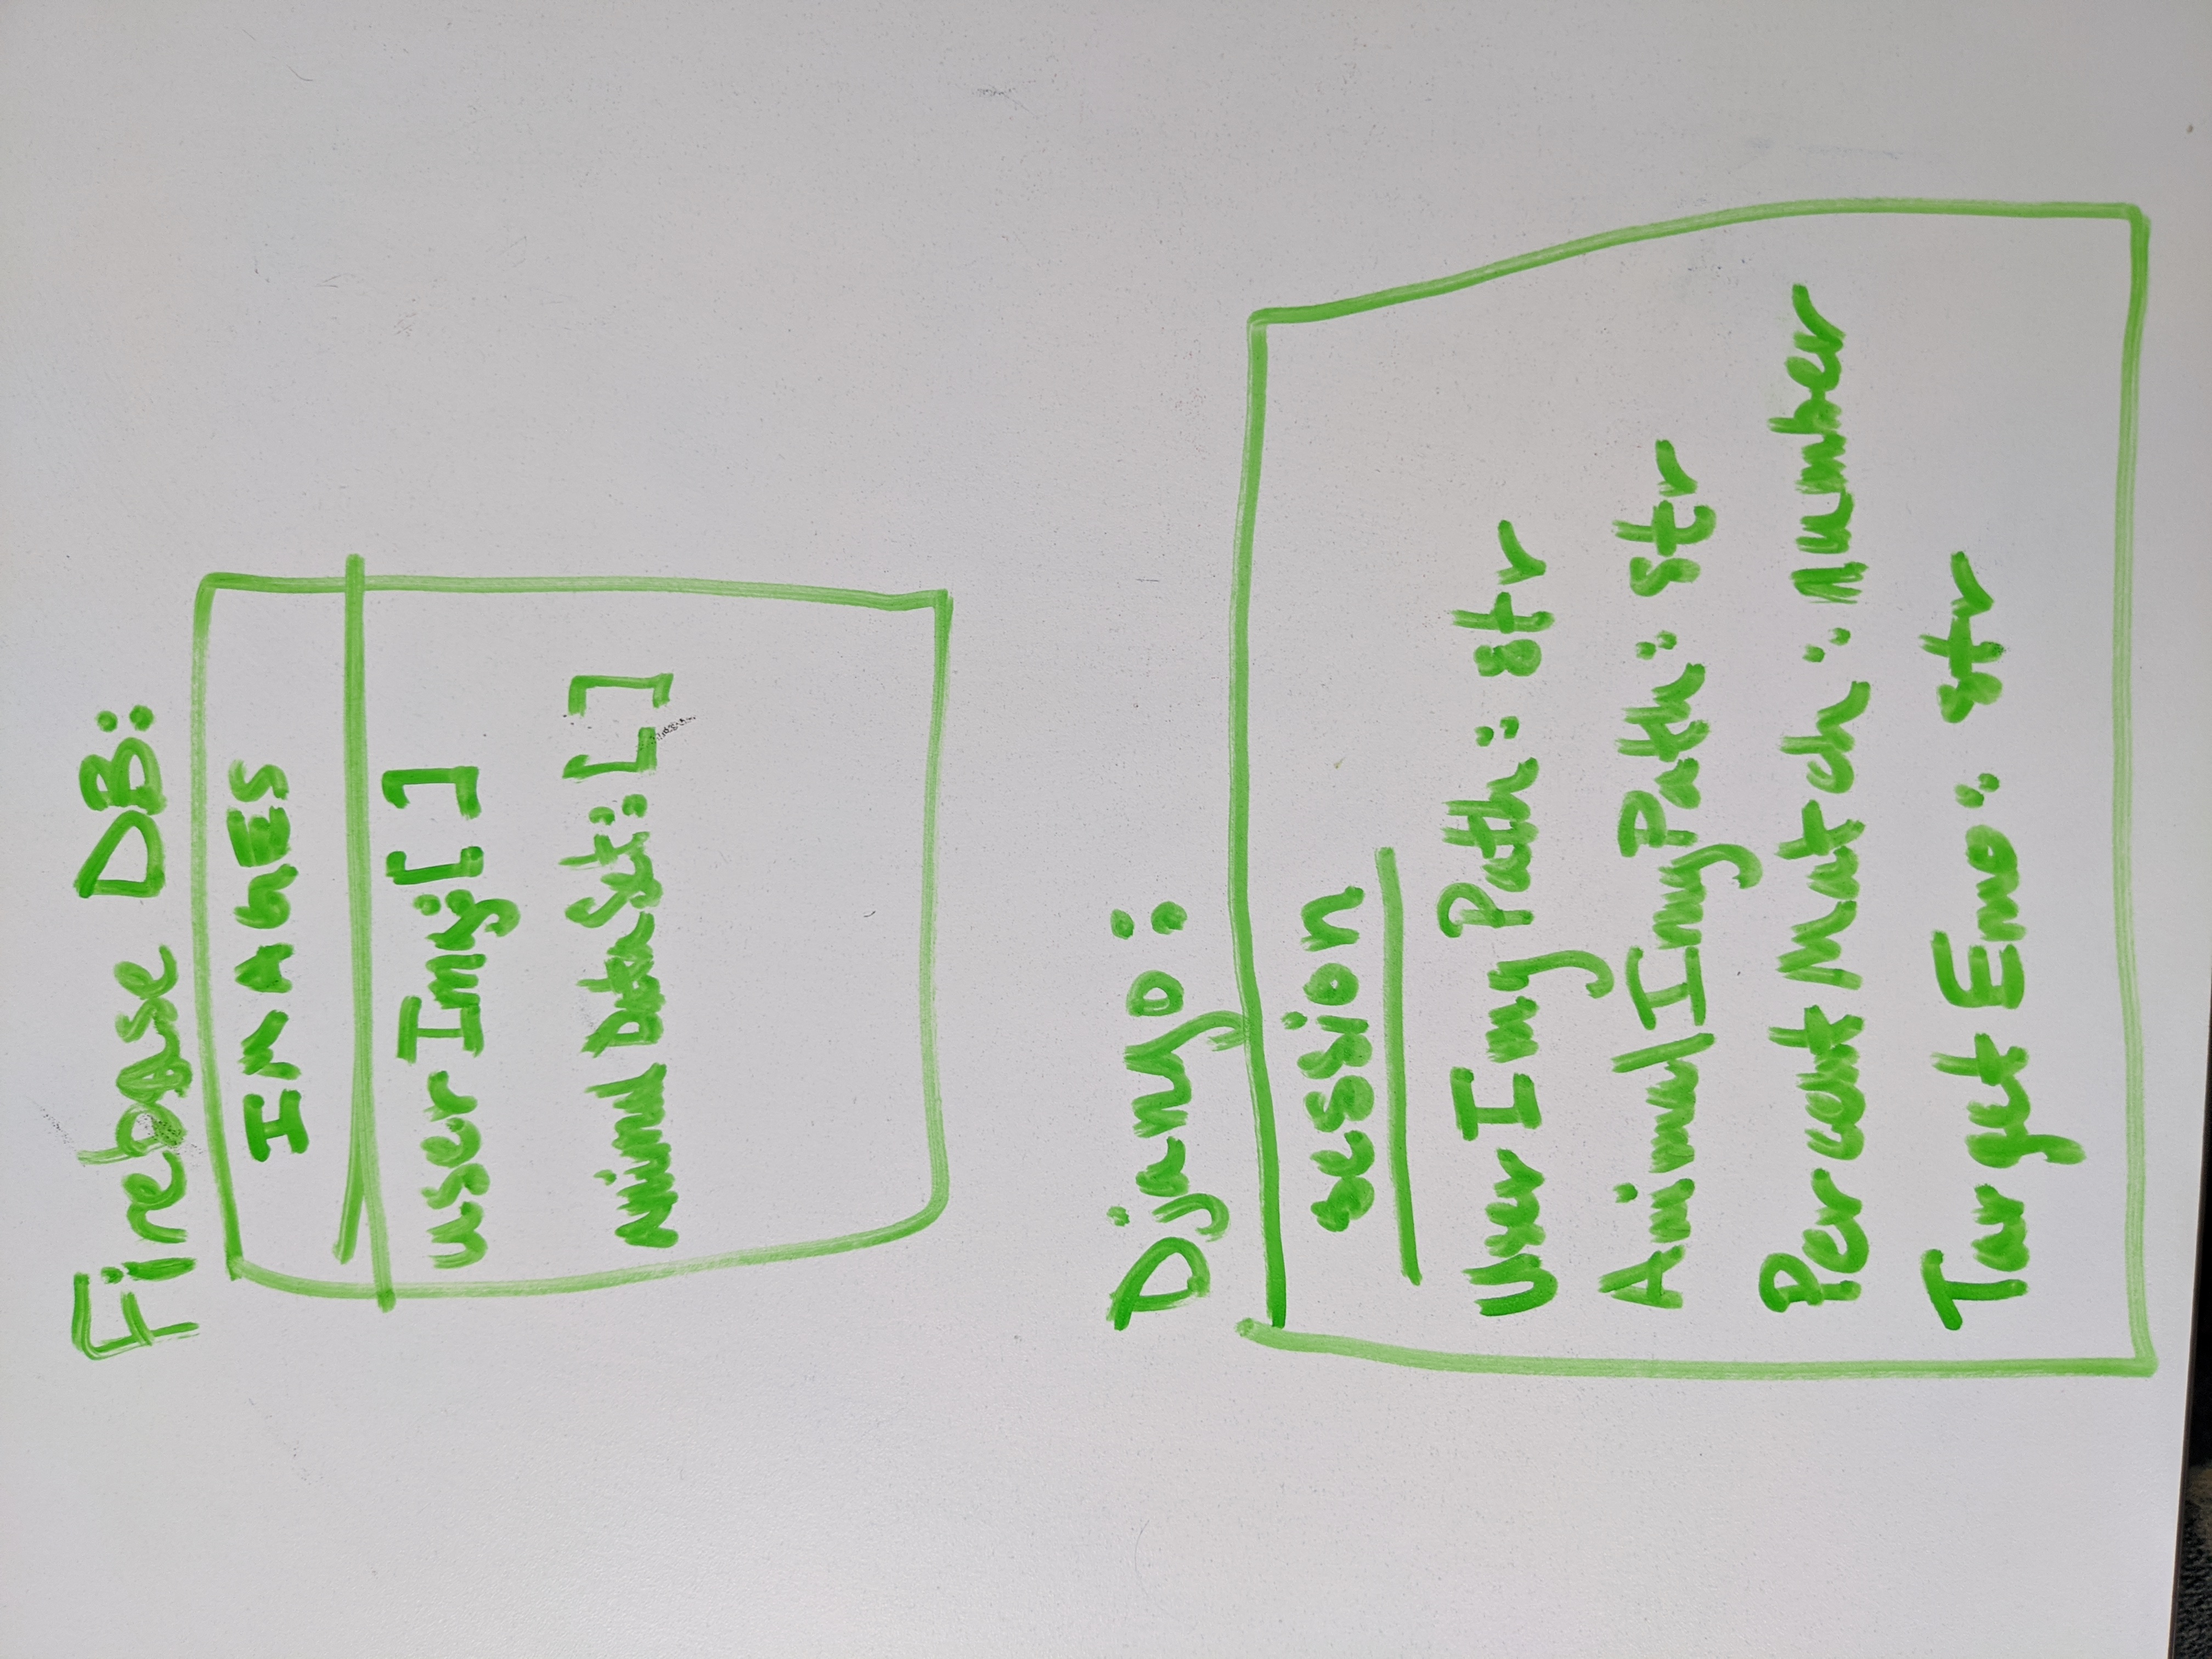 Firebase DB:
IMAGES
userImg:[ ]
animalDataSet:[ ]
Django:
session
UserImgPath: str
AnimalImgPath: str
PercentMatch: number
TargetEmo: str